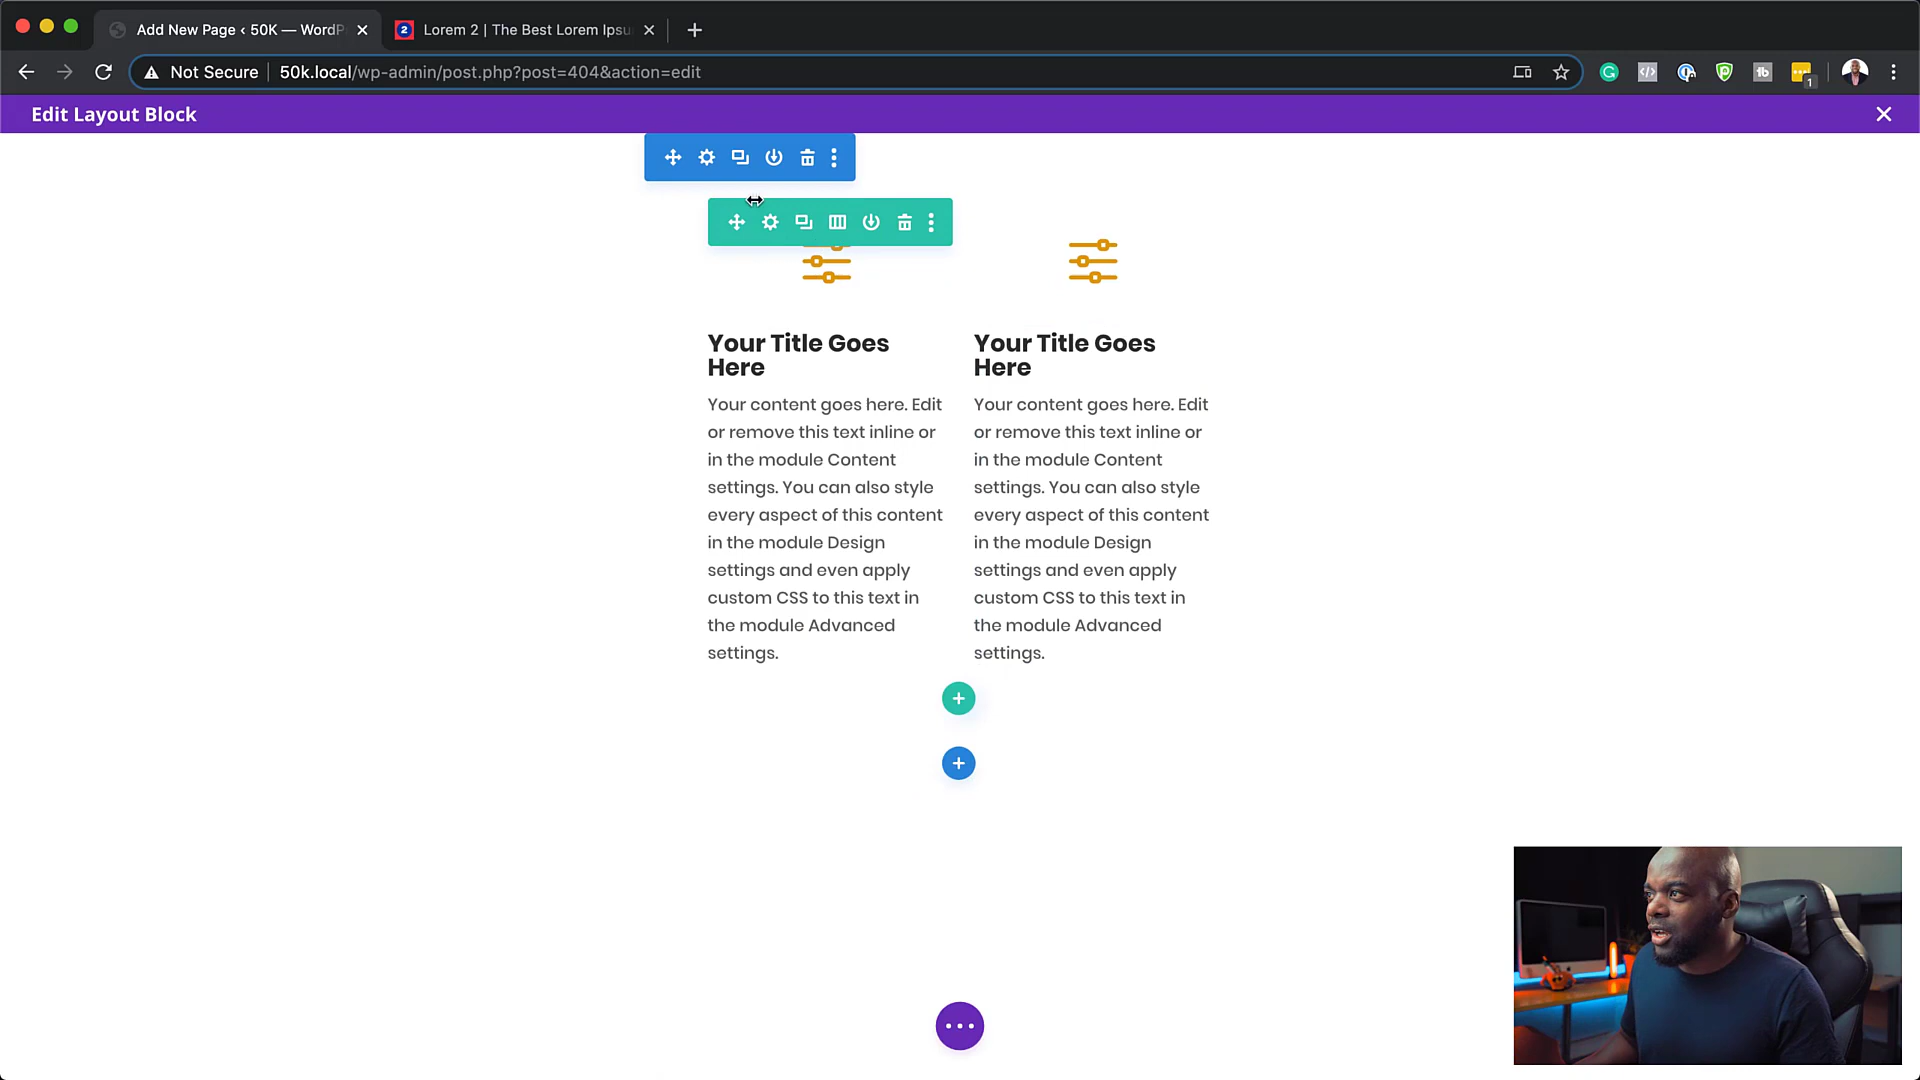 Add New Page ‹ 50K — WordP
Lorem 2 | The Best Lorem Ipsu
Not Secure
50k.local/wp-admin/post.php?post=404&action=edit
1
Edit Layout Block
Your Title Goes
Here
Your content goes here. Edit
or remove this text inline or
in the module Content
settings. You can also style
every aspect of this content
in the module Design
settings and even apply
custom CSS to this text in
the module Advanced
settings.
Your Title Goes
Here
Your content goes here. Edit
or remove this text inline or
in the module Content
settings. You can also style
every aspect of this content
in the module Design
settings and even apply
custom CSS to this text in
the module Advanced
settings.